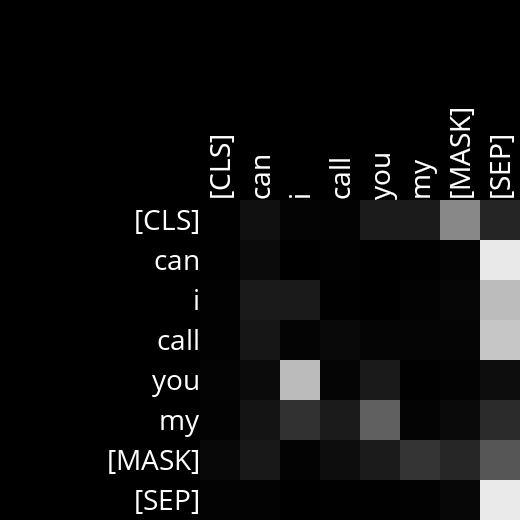 [CLS] can i call you my [MASK] [SEP]
[CLS]
can
i
call
you
my
[MASK]
[SEP]